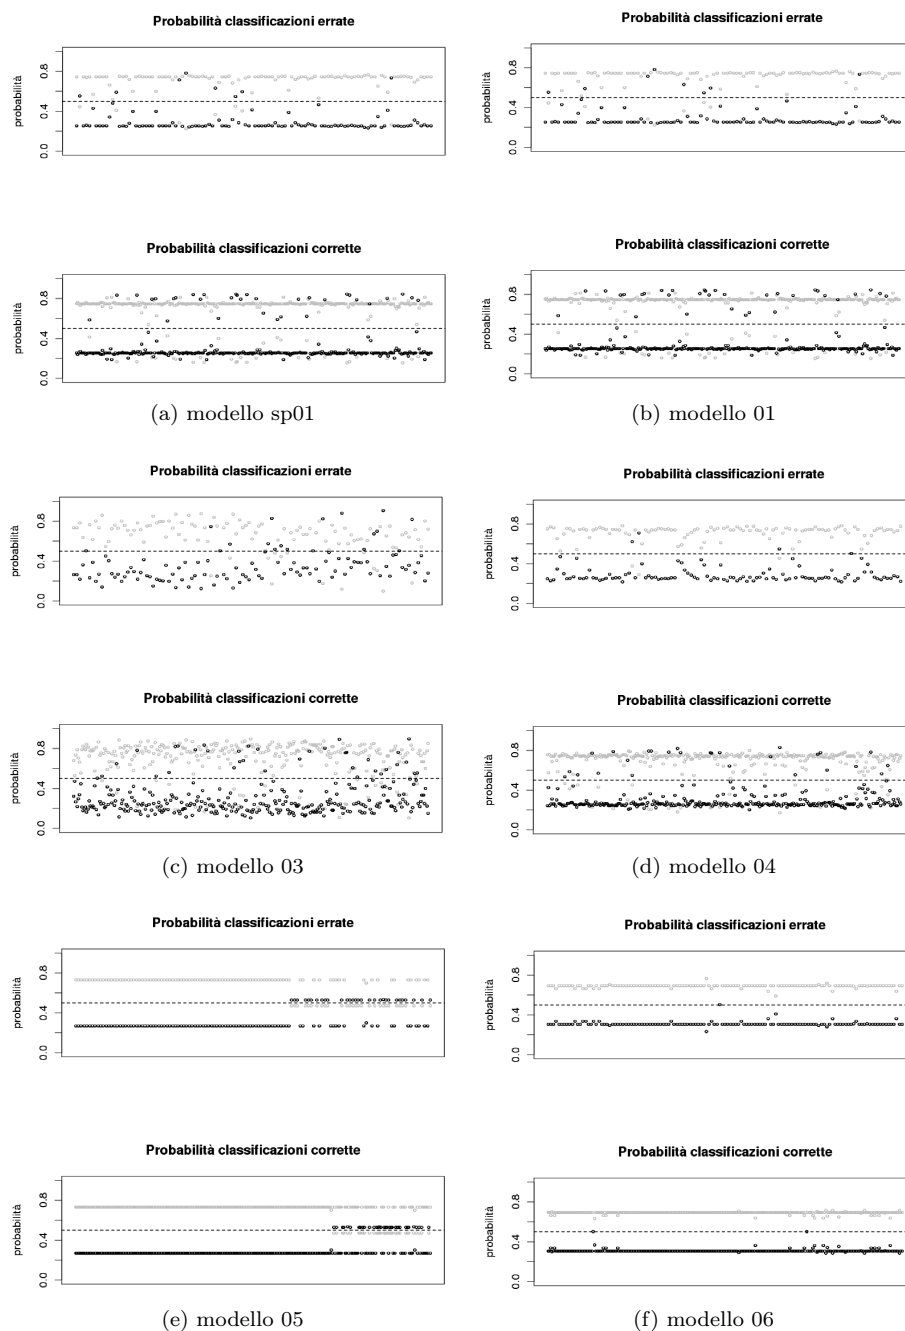 Probabilità classificazioni errate
probabilità
0.0 0.4 0.8
Probabilità classificazioni corrette
probabilità
0.0 0.4 0.8
(a) modello sp01
Probabilità classificazioni errate
probabilità
0.0 0.4 0.8
Probabilità classificazioni corrette
probabilità
0.0 0.4 0.8
(b) modello 01
Probabilità classificazioni errate
probabilità
0.0 0.4 0.8
Probabilità classificazioni corrette
probabilità
0.0 0.4 0.8
(c) modello 03
Probabilità classificazioni errate
probabilità
0.0 0.4 0.8
Probabilità classificazioni corrette
probabilità
0.0 0.4 0.8
(d) modello 04
Probabilità classificazioni errate
probabilità
0.0 0.4 0.8
Probabilità classificazioni corrette
probabilità
0.0 0.4 0.8
(e) modello 05
Probabilità classificazioni errate
probabilità
0.0 0.4 0.8
Probabilità classificazioni corrette
probabilità
0.0 0.4 0.8
(f) modello 06